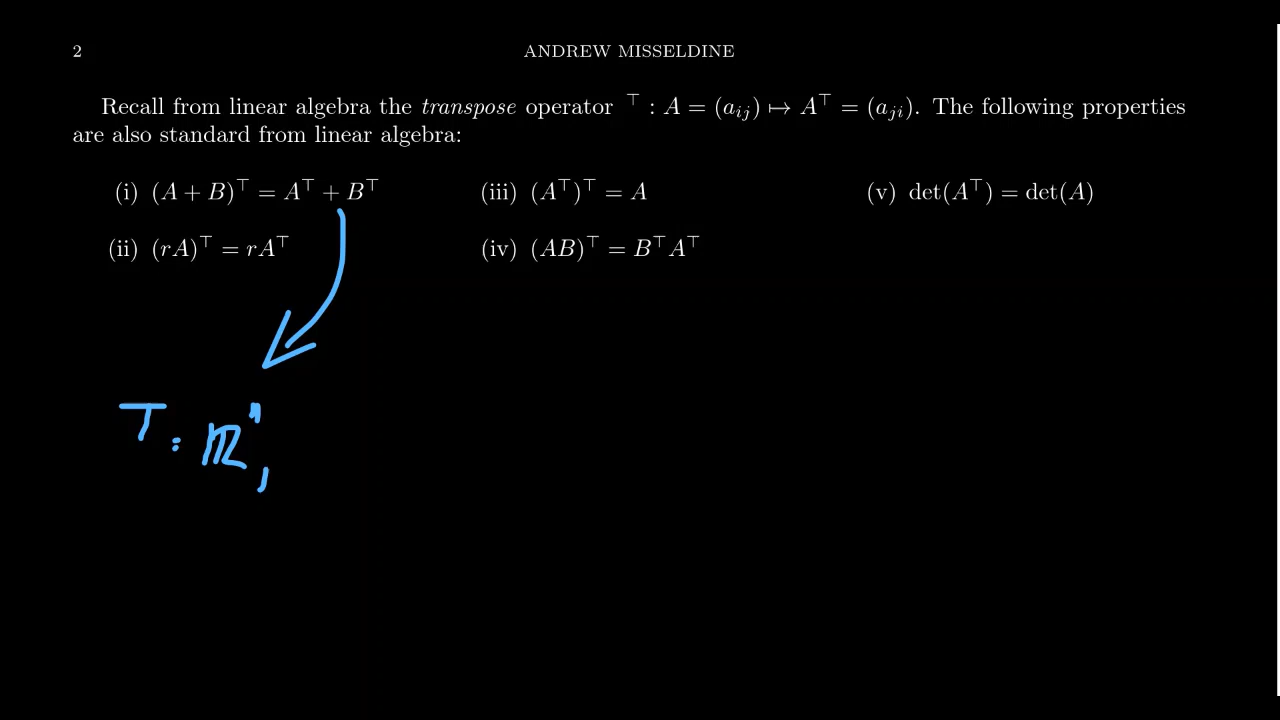 2 ANDREW MISSELDINE
Recall from linear algebra the transpose operator ⊤ : A = (aij) ↦ A⊤ = (aji). The following properties
are also standard from linear algebra:
(i) (A + B)⊤ = A⊤ + B⊤ (iii) (A⊤)⊤ = A (v) det(A⊤) = det(A)
(ii) (rA)⊤ = rA⊤ (iv) (AB)⊤ = B⊤A⊤
T : ℝⁿ,